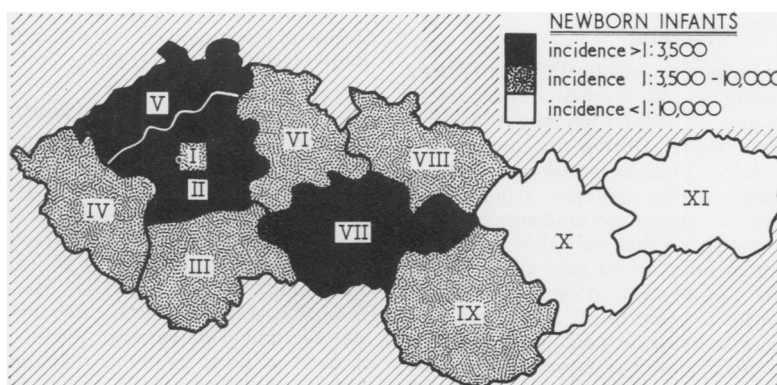 NEWBORN INFANTS
incidence >1:3,500
incidence 1:3,500 - 10,000
incidence <1:10,000
V
I
VI
VIII
XI
II
IV
VII
X
III
IX